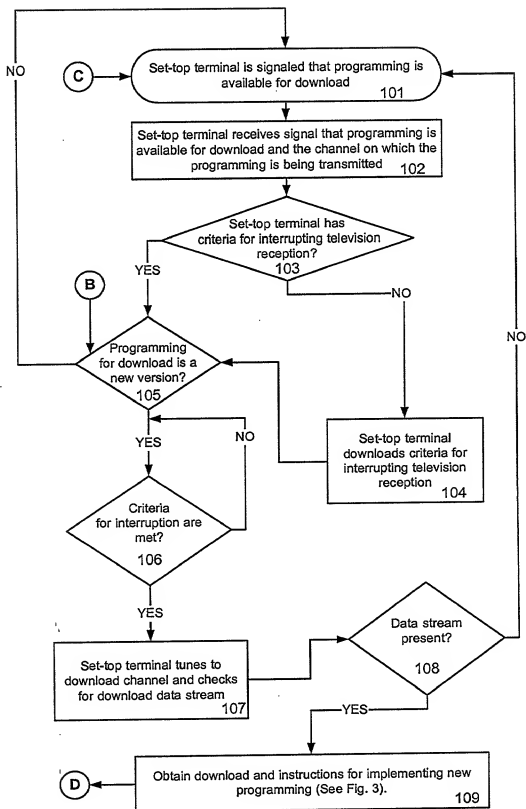 NO
C
Set-top terminal is signaled that programming is
available for download
101
Set-top terminal receives signal that programming is
available for download and the channel on which the
programming is being transmitted
102
Set-top terminal has
criteria for interrupting television
reception?
103
YES
NO
B
Programming
for download is a
new version?
105
NO
YES
NO
Set-top terminal
downloads criteria for
interrupting television
reception
104
Criteria
for interruption are
met?
106
YES
Data stream
present?
108
Set-top terminal tunes to
download channel and checks
for download data stream
107
YES
D
Obtain download and instructions for implementing new
programming (See Fig. 3).
109